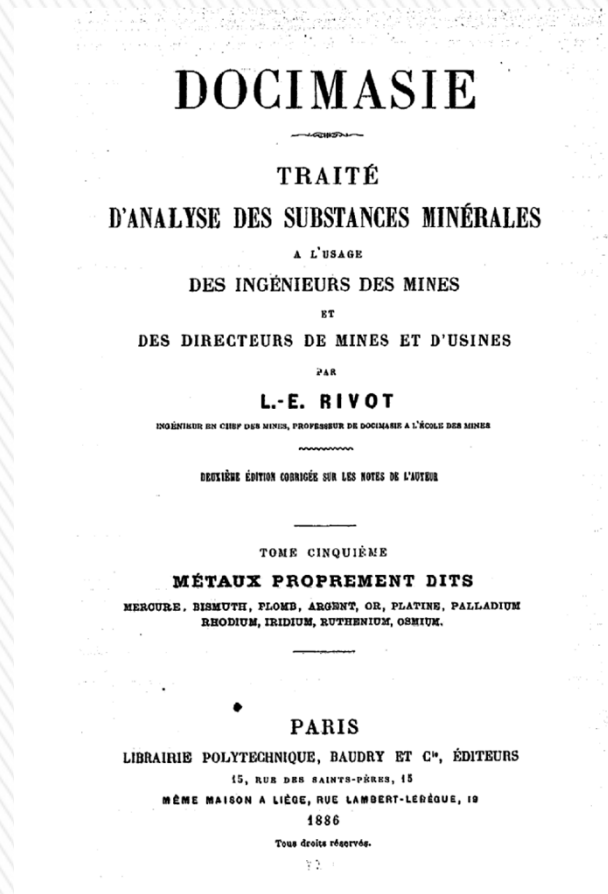 DOCIMASIE
TRAITÉ
D'ANALYSE DES SUBSTANCES MINÉRALES
A L'USAGE
DES INGÉNIEURS DES MINES
ET
DES DIRECTEURS DE MINES ET D'USINES
PAR
L.-E. RIVOT
INGÉNIEUR EN CHEF DES MINES, PROFESSEUR DE DOCIMASIE A L'ÉCOLE DES MINES
DEUXIÈME ÉDITION CORRIGÉE SUR LES NOTES DE L'AUTEUR
TOME CINQUIÈME
MÉTAUX PROPREMENT DITS
MERCURE, BISMUTH, PLOMB, ARGENT, OR, PLATINE, PALLADIUM
RHODIUM, IRIDIUM, RUTHENIUM, OSMIUM.
PARIS
LIBRAIRIE POLYTECHNIQUE, BAUDRY ET Cie, ÉDITEURS
15, RUE DES SAINTS-PÈRES, 15
MÊME MAISON A LIÈGE, RUE LAMBERT-LEBÈGUE, 19
1886
Tous droits réservés.